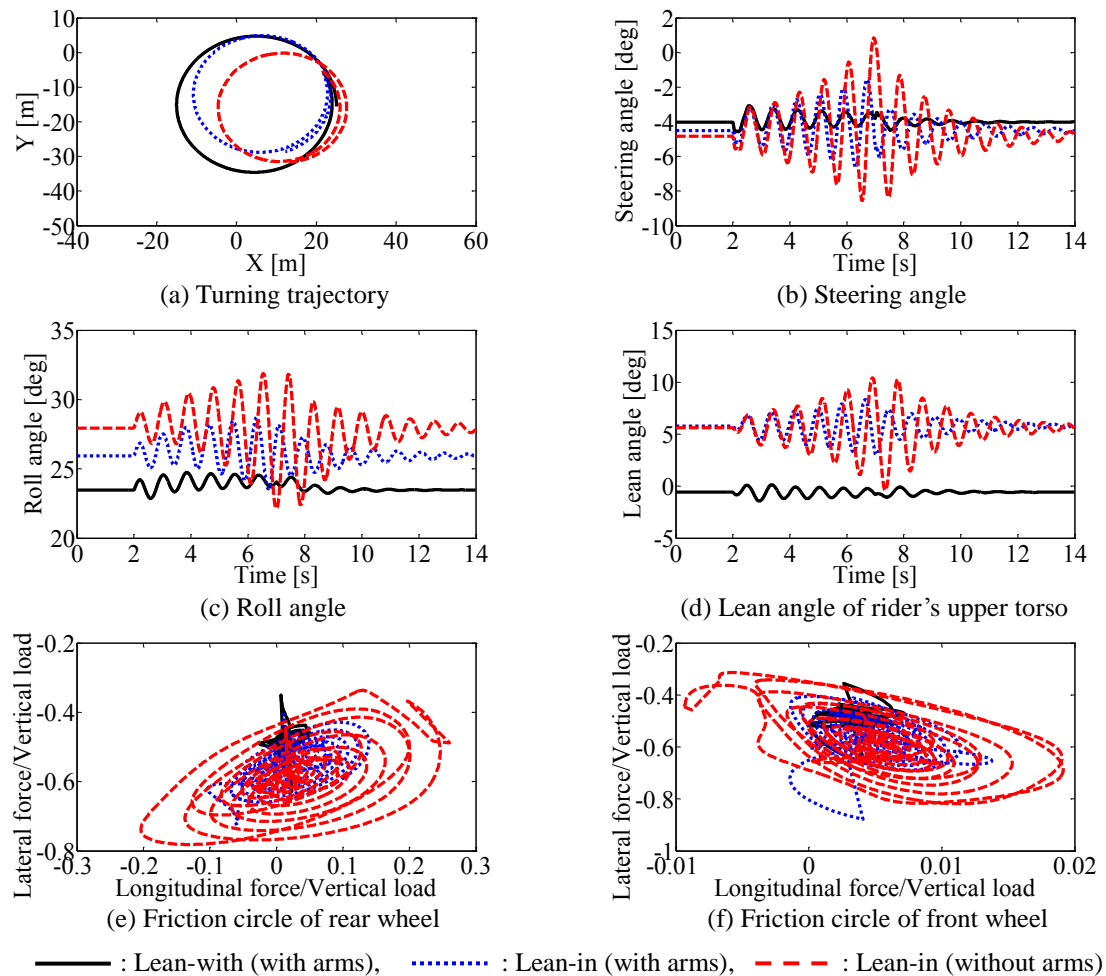 10
0
-10
-20
-30
-40
-50
Y [m]
-40 -20 0 20 40 60
X [m]
(a) Turning trajectory
2
0
-2
-4
-6
-8
-10
Steering angle [deg]
0 2 4 6 8 10 12 14
Time [s]
(b) Steering angle
35
30
25
20
Roll angle [deg]
0 2 4 6 8 10 12 14
Time [s]
(c) Roll angle
15
10
5
0
-5
Lean angle [deg]
0 2 4 6 8 10 12 14
Time [s]
(d) Lean angle of rider’s upper torso
-0.2
-0.4
-0.6
-0.8
Lateral force/Vertical load
-0.3 -0.2 -0.1 0 0.1 0.2 0.3
Longitudinal force/Vertical load
(e) Friction circle of rear wheel
-0.2
-0.4
-0.6
-0.8
-1
Lateral force/Vertical load
-0.01 0 0.01 0.02
Longitudinal force/Vertical load
(f) Friction circle of front wheel
: Lean-with (with arms), : Lean-in (with arms), : Lean-in (without arms)